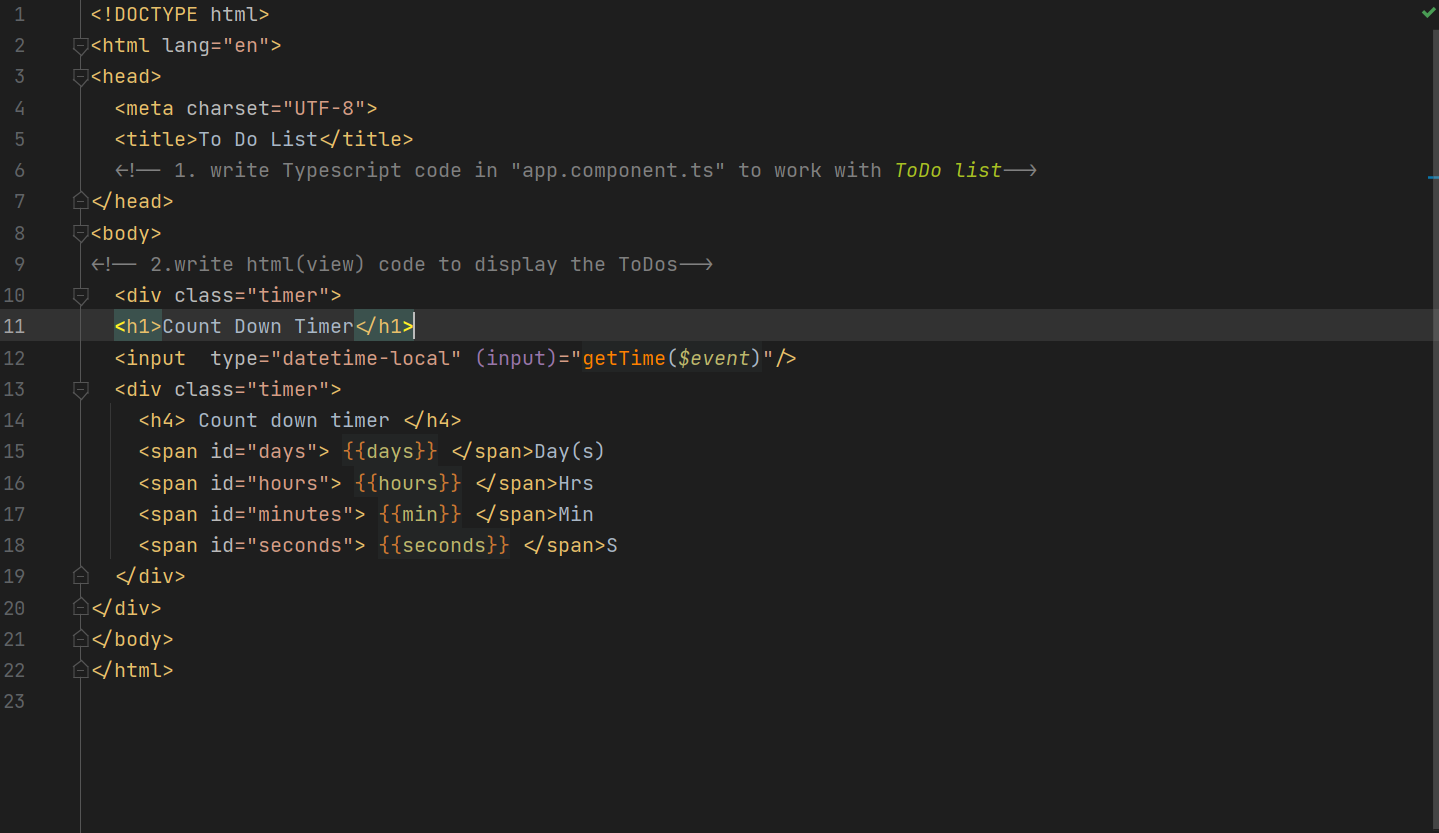 1 <!DOCTYPE html>
2 <html lang="en">
3 <head>
4   <meta charset="UTF-8">
5   <title>To Do List</title>
6   <!-- 1. write Typescript code in "app.component.ts" to work with ToDo list-->
7 </head>
8 <body>
9 <!-- 2.write html(view) code to display the ToDos-->
10   <div class="timer">
11   <h1>Count Down Timer</h1>
12   <input  type="datetime-local" (input)="getTime($event)"/>
13   <div class="timer">
14     <h4> Count down timer </h4>
15     <span id="days"> {{days}} </span>Day(s)
16     <span id="hours"> {{hours}} </span>Hrs
17     <span id="minutes"> {{min}} </span>Min
18     <span id="seconds"> {{seconds}} </span>S
19   </div>
20 </div>
21 </body>
22 </html>
23